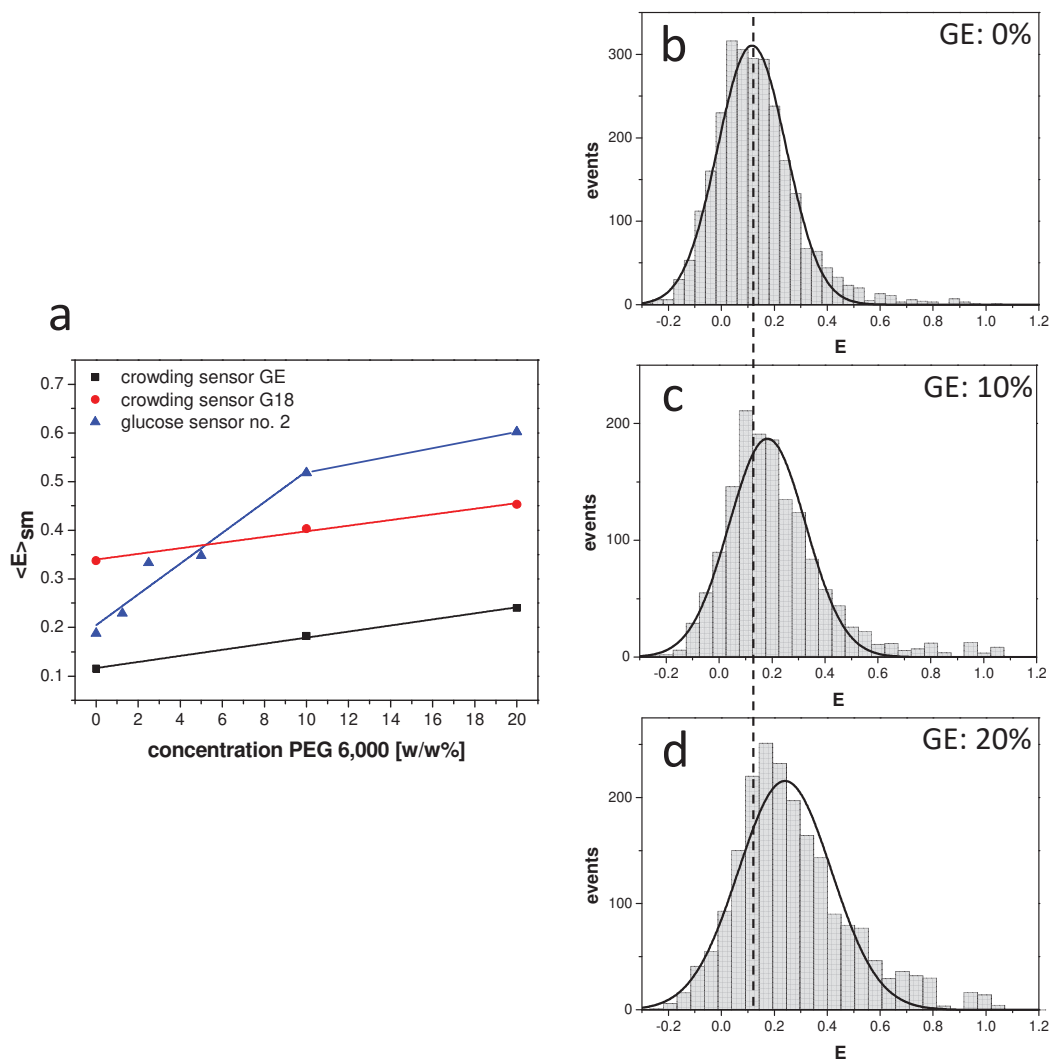 a
0.7
0.6
0.5
0.4
0.3
0.2
0.1
<E>sm
crowding sensor GE
crowding sensor G18
glucose sensor no. 2
0 2 4 6 8 10 12 14 16 18 20
concentration PEG 6,000 [w/w%]
b
GE: 0%
300
200
100
0
events
-0.2 0.0 0.2 0.4 0.6 0.8 1.0 1.2
E
c
GE: 10%
200
100
0
events
-0.2 0.0 0.2 0.4 0.6 0.8 1.0 1.2
E
d
GE: 20%
200
100
0
events
-0.2 0.0 0.2 0.4 0.6 0.8 1.0 1.2
E